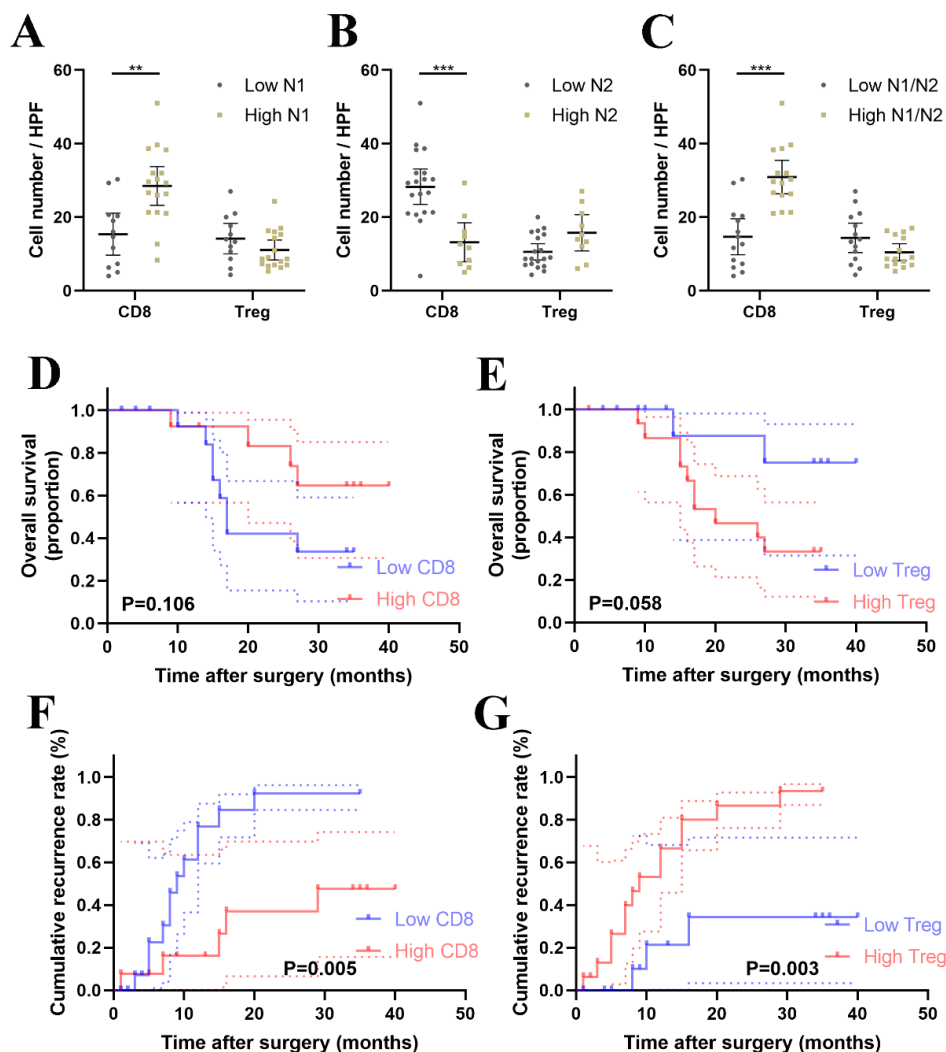 A
B
C
Cell number / HPF
60
40
20
0
**
Low N1
High N1
CD8
Treg
Cell number / HPF
60
40
20
0
***
Low N2
High N2
CD8
Treg
Cell number / HPF
60
40
20
0
***
Low N1/N2
High N1/N2
CD8
Treg
D
Overall survival
(proportion)
1.0
0.8
0.6
0.4
0.2
0.0
Low CD8
High CD8
P=0.106
0
10
20
30
40
50
Time after surgery (months)
E
Overall survival
(proportion)
1.0
0.8
0.6
0.4
0.2
0.0
Low Treg
High Treg
P=0.058
0
10
20
30
40
50
Time after surgery (months)
F
Cumulative recurrence rate (%)
1.0
0.8
0.6
0.4
0.2
0.0
Low CD8
High CD8
P=0.005
0
10
20
30
40
50
Time after surgery (months)
G
Cumulative recurrence rate (%)
1.0
0.8
0.6
0.4
0.2
0.0
Low Treg
High Treg
P=0.003
0
10
20
30
40
50
Time after surgery (months)